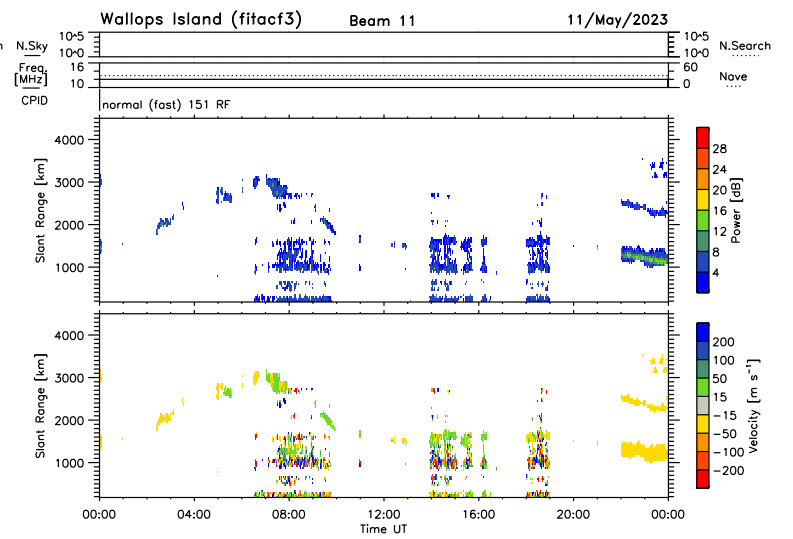 Wallops Island (fitacf3) Beam 11 11/May/2023
N.Sky 10^5 10^5 N.Search
10^0 10^0
Freq. 16 60 Nave
[MHz] 10 0
CPID normal (fast) 151 RF
Slant Range [km]
4000
3000
2000
1000
Power [dB]
28
24
20
16
12
8
4
Slant Range [km]
4000
3000
2000
1000
Velocity [m s⁻¹]
200
100
50
15
-15
-50
-100
-200
00:00 04:00 08:00 12:00 16:00 20:00 00:00
Time UT